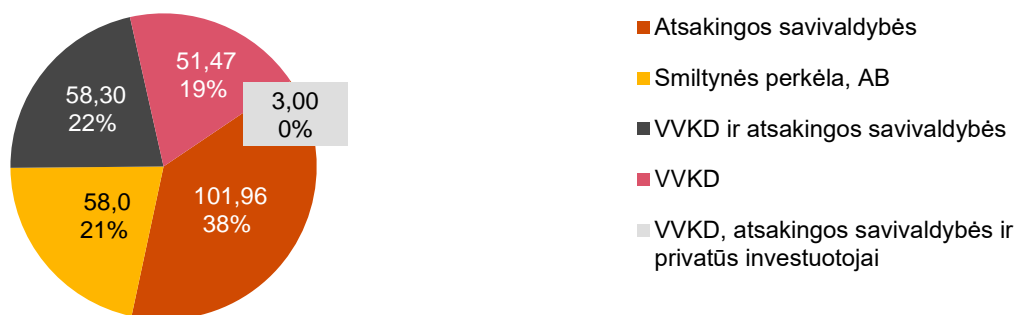 51,47
19%
3,00
0%
58,30
22%
101,96
38%
58,0
21%
Atsakingos savivaldybės
Smiltynės perkėla, AB
VVKD ir atsakingos savivaldybės
VVKD
VVKD, atsakingos savivaldybės ir
privatūs investuotojai